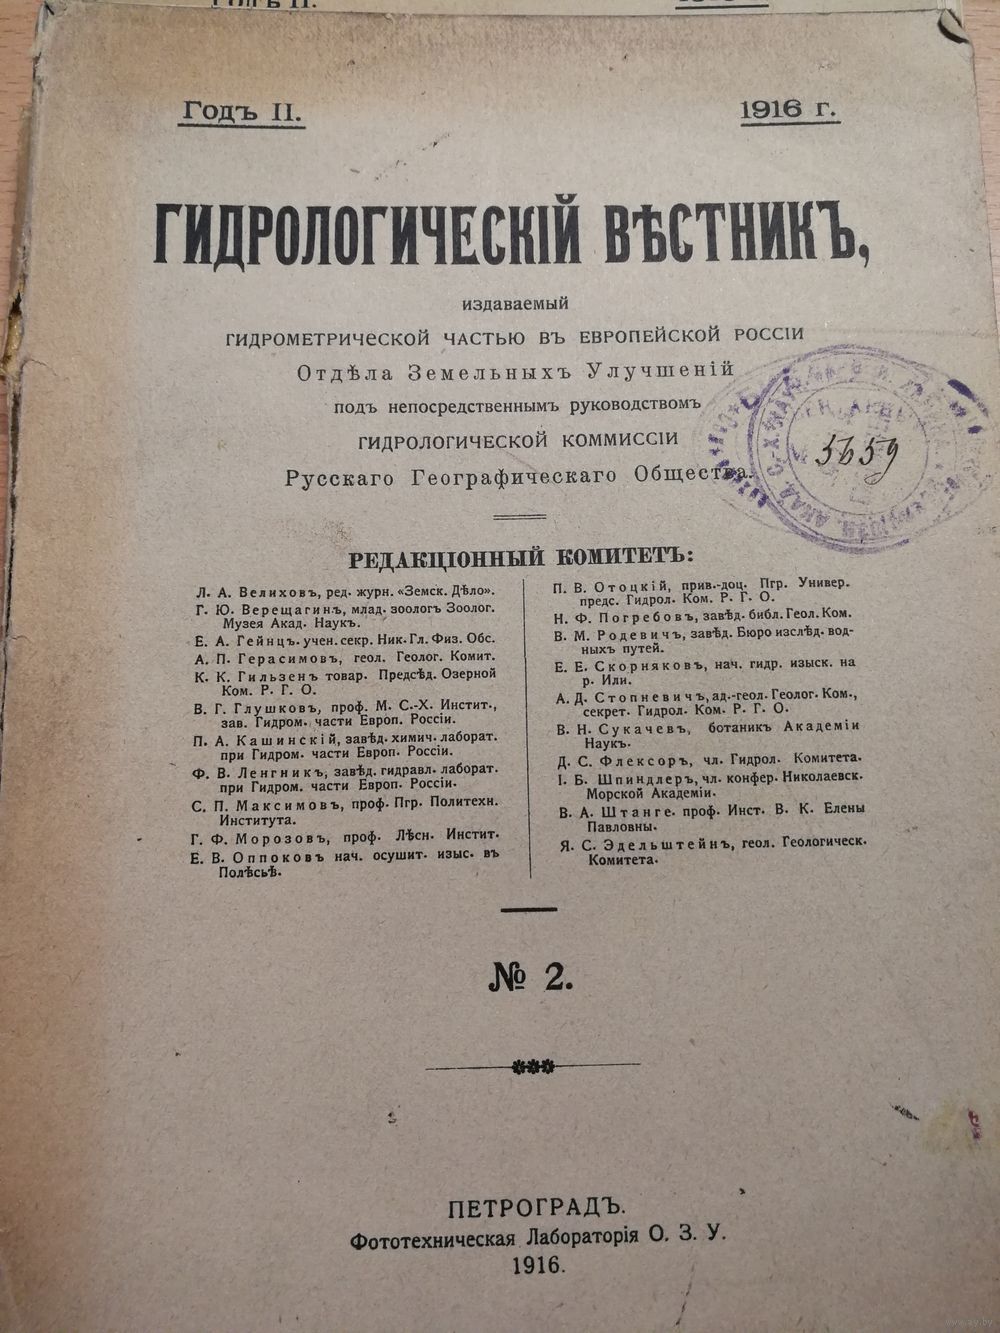 Годъ II.
1916 г.
ГИДРОЛОГИЧЕСКІЙ ВѢСТНИКЪ,
издаваемый
ГИДРОМЕТРИЧЕСКОЙ ЧАСТЬЮ ВЪ ЕВРОПЕЙСКОЙ РОССІИ
Отдѣла Земельныхъ Улучшеній
подъ непосредственнымъ руководствомъ
ГИДРОЛОГИЧЕСКОЙ КОММИССІИ
Русскаго Географическаго Общества.
5659
РЕДАКЦІОННЫЙ КОМИТЕТЪ:
Л. А. Велиховъ, ред. журн. «Земск. Дѣло».
Г. Ю. Верещагинъ, млад. зоологъ Зоолог.
Музея Акад. Наукъ.
Е. А. Гейнцъ. учен. секр. Ник. Гл. Физ. Обс.
А. П. Герасимовъ, геол. Геолог. Комит.
К. К. Гильзенъ товар. Предсѣд. Озерной
Ком. Р. Г. О.
В. Г. Глушковъ, проф. М. С.-Х. Инстит.,
зав. Гидром. части Европ. Россіи.
П. А. Кашинскій, завѣд. химич. лаборат.
при Гидром. части Европ. Россіи.
Ф. В. Ленгникъ, завѣд. гидравл. лаборат.
при Гидром. части Европ. Россіи.
С. П. Максимовъ, проф. Пгр. Политехн.
Института.
Г. Ф. Морозовъ, проф. Лѣсн. Инстит.
Е. В. Оппоковъ нач. осушит. изыс. въ
Полѣсьѣ.
П. В. Отоцкій, прив.-доц. Пгр. Универ.
предс. Гидрол. Ком. Р. Г. О.
Н. Ф. Погребовъ, завѣд. библ. Геол. Ком.
В. М. Родевичъ, завѣд. Бюро изслѣд. вод-
ныхъ путей.
Е. Е. Скорняковъ, нач. гидр. изыск. на
р. Или.
А. Д. Стопневичъ, ад.-геол. Геолог. Ком.,
секрет. Гидрол. Ком. Р. Г. О.
В. Н. Сукачевъ, ботаникъ Академіи
Наукъ.
Д. С. Флексоръ, чл. Гидрол. Комитета.
І. Б. Шпиндлеръ, чл. конфер. Николаевск.
Морской Академіи.
В. А. Штанге. проф. Инст. В. К. Елены
Павловны.
Я. С. Эдельштейнъ, геол. Геологическ.
Комитета.
№ 2.
ПЕТРОГРАДЪ.
Фототехническая Лабораторія О. З. У.
1916.
www.ay.by